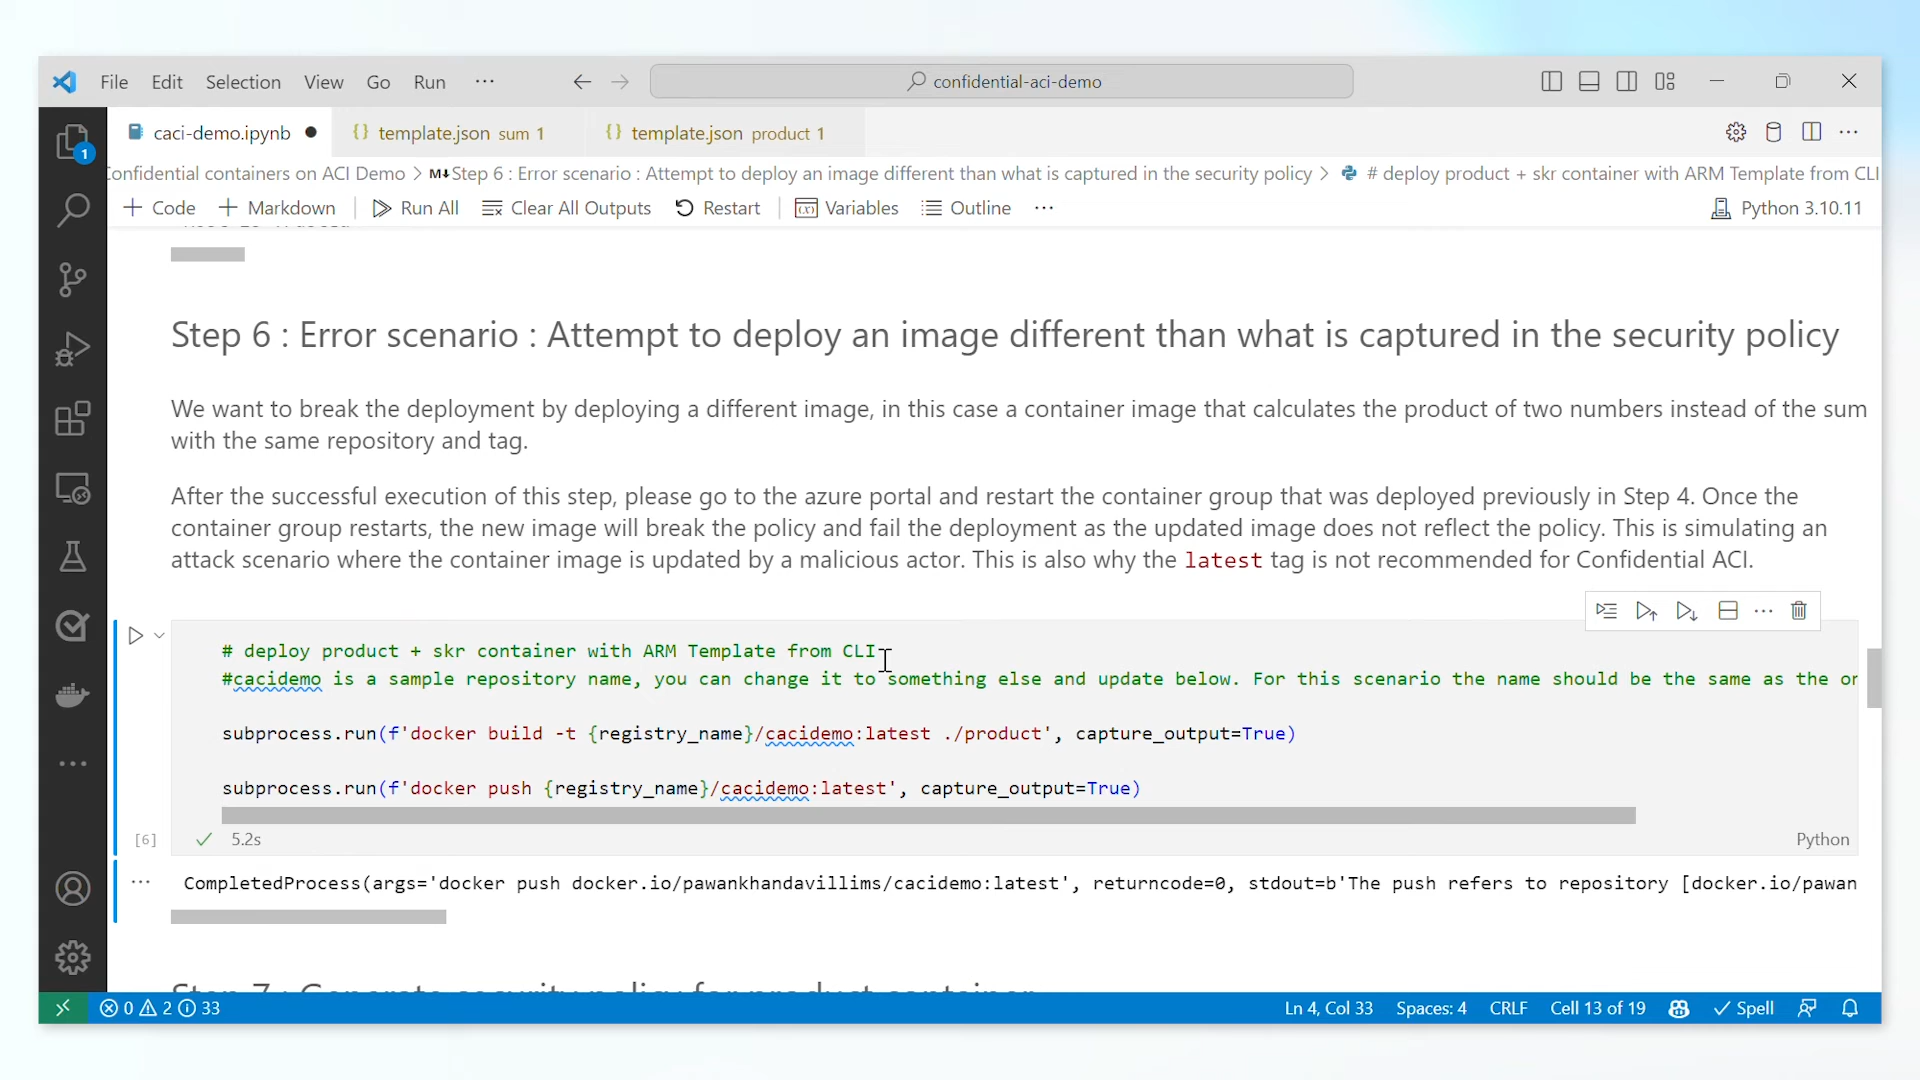 File Edit Selection View Go Run ··· confidential-aci-demo
caci-demo.ipynb {} template.json sum 1 {} template.json product 1
onfidential containers on ACI Demo > M↓Step 6 : Error scenario : Attempt to deploy an image different than what is captured in the security policy > # deploy product + skr container with ARM Template from CLI
+ Code + Markdown Run All Clear All Outputs Restart Variables Outline ··· Python 3.10.11
1
Step 6 : Error scenario : Attempt to deploy an image different than what is captured in the security policy
We want to break the deployment by deploying a different image, in this case a container image that calculates the product of two numbers instead of the sum
with the same repository and tag.
After the successful execution of this step, please go to the azure portal and restart the container group that was deployed previously in Step 4. Once the
container group restarts, the new image will break the policy and fail the deployment as the updated image does not reflect the policy. This is simulating an
attack scenario where the container image is updated by a malicious actor. This is also why the latest tag is not recommended for Confidential ACI.
# deploy product + skr container with ARM Template from CLI
#cacidemo is a sample repository name, you can change it to something else and update below. For this scenario the name should be the same as the or
subprocess.run(f'docker build -t {registry_name}/cacidemo:latest ./product', capture_output=True)
subprocess.run(f'docker push {registry_name}/cacidemo:latest', capture_output=True)
[6] 5.2s Python
··· CompletedProcess(args='docker push docker.io/pawankhandavillims/cacidemo:latest', returncode=0, stdout=b'The push refers to repository [docker.io/pawan
Step 7 : Generate security policy for product container
0 2 33 Ln 4, Col 33 Spaces: 4 CRLF Cell 13 of 19 Spell